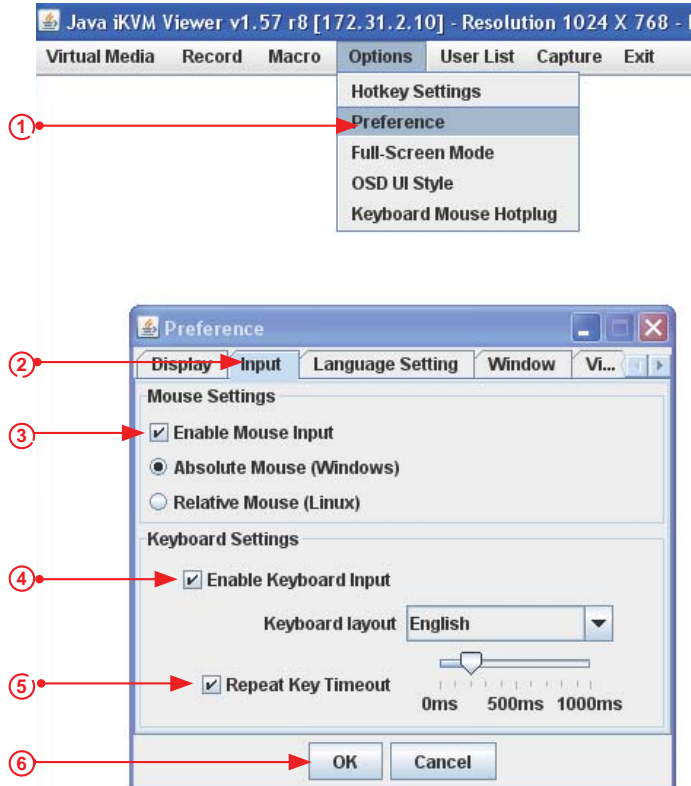 Java iKVM Viewer v1.57 r8 [172.31.2.10] - Resolution 1024 X 768 -
Virtual Media Record Macro Options User List Capture Exit
Hotkey Settings
1 Preference
Full-Screen Mode
OSD UI Style
Keyboard Mouse Hotplug
Preference
2 Display Input Language Setting Window Vi...
Mouse Settings
3 Enable Mouse Input
Absolute Mouse (Windows)
Relative Mouse (Linux)
Keyboard Settings
4 Enable Keyboard Input
Keyboard layout English
5 Repeat Key Timeout
0ms 500ms 1000ms
6 OK Cancel